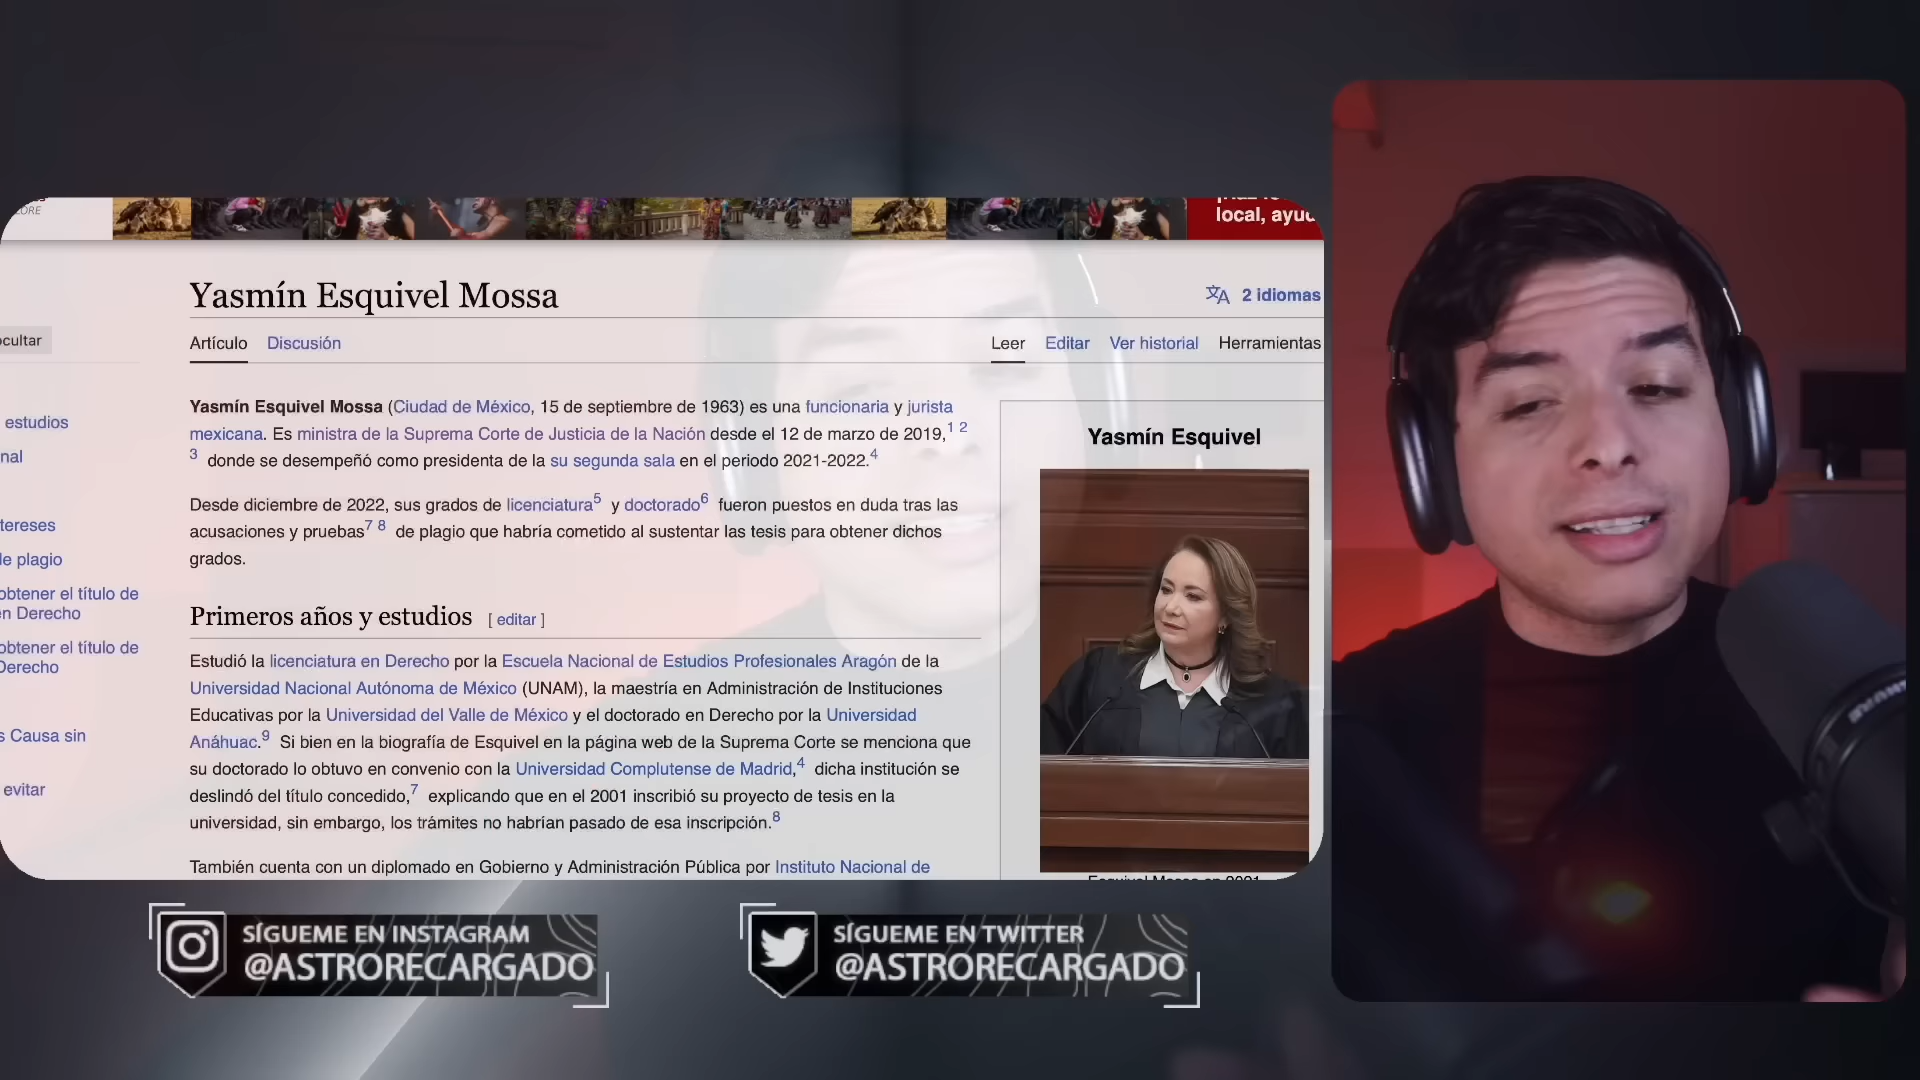 local, ayud
Yasmín Esquivel Mossa
2 idiomas
Artículo Discusión
Leer Editar Ver historial Herramientas
ocultar
estudios
nal
tereses
de plagio
obtener el título de
en Derecho
obtener el título de
Derecho
s Causa sin
evitar
Yasmín Esquivel Mossa (Ciudad de México, 15 de septiembre de 1963) es una funcionaria y jurista
mexicana. Es ministra de la Suprema Corte de Justicia de la Nación desde el 12 de marzo de 2019,1 2
3 donde se desempeñó como presidenta de la su segunda sala en el periodo 2021-2022.4
Desde diciembre de 2022, sus grados de licenciatura5 y doctorado6 fueron puestos en duda tras las
acusaciones y pruebas7 8 de plagio que habría cometido al sustentar las tesis para obtener dichos
grados.
Primeros años y estudios [ editar ]
Estudió la licenciatura en Derecho por la Escuela Nacional de Estudios Profesionales Aragón de la
Universidad Nacional Autónoma de México (UNAM), la maestría en Administración de Instituciones
Educativas por la Universidad del Valle de México y el doctorado en Derecho por la Universidad
Anáhuac.9 Si bien en la biografía de Esquivel en la página web de la Suprema Corte se menciona que
su doctorado lo obtuvo en convenio con la Universidad Complutense de Madrid,4 dicha institución se
deslindó del título concedido,7 explicando que en el 2001 inscribió su proyecto de tesis en la
universidad, sin embargo, los trámites no habrían pasado de esa inscripción.8
También cuenta con un diplomado en Gobierno y Administración Pública por Instituto Nacional de
Yasmín Esquivel
SÍGUEME EN INSTAGRAM
@ASTRORECARGADO
SÍGUEME EN TWITTER
@ASTRORECARGADO